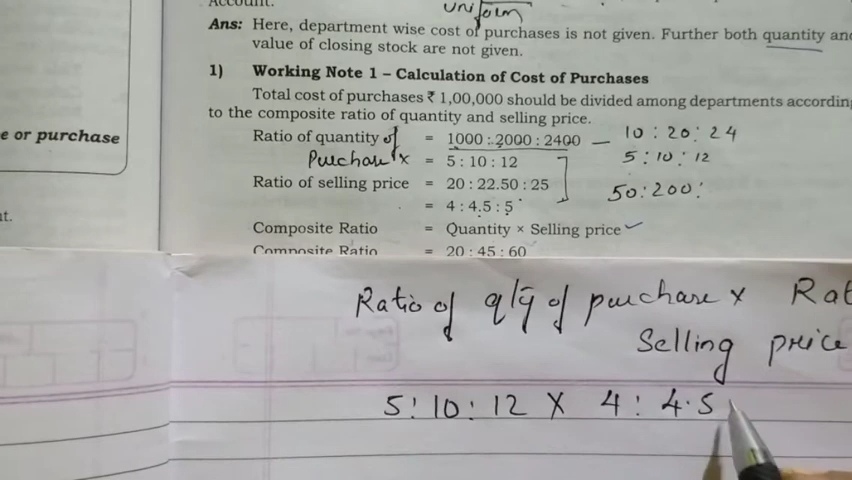 Account.
uniform
Ans: Here, department wise cost of purchases is not given. Further both quantity and
value of closing stock are not given.
1) Working Note 1 – Calculation of Cost of Purchases
Total cost of purchases ₹ 1,00,000 should be divided among departments according
to the composite ratio of quantity and selling price.
Ratio of quantity of = 1000 : 2000 : 2400 — 10 : 20 : 24
Purchase x = 5 : 10 : 12 5 : 10 : 12
Ratio of selling price = 20 : 22.50 : 25 50 : 200 :
= 4 : 4.5 : 5
Composite Ratio = Quantity × Selling price ✓
Composite Ratio = 20 : 45 : 60
e or purchase
nt.
Ratio of q/ty of purchase x Rat
Selling price
5 : 10 : 12 X 4 : 4.5